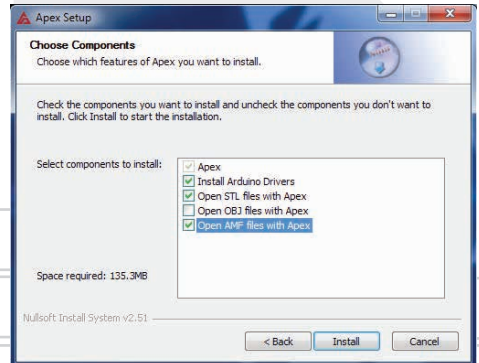 Apex Setup
Choose Components
Choose which features of Apex you want to install.
Check the components you want to install and uncheck the components you don't want to
install. Click Install to start the installation.
Select components to install:
Apex
Install Arduino Drivers
Open STL files with Apex
Open OBJ files with Apex
Open AMF files with Apex
Space required: 135.3MB
Nullsoft Install System v2.51
< Back
Install
Cancel